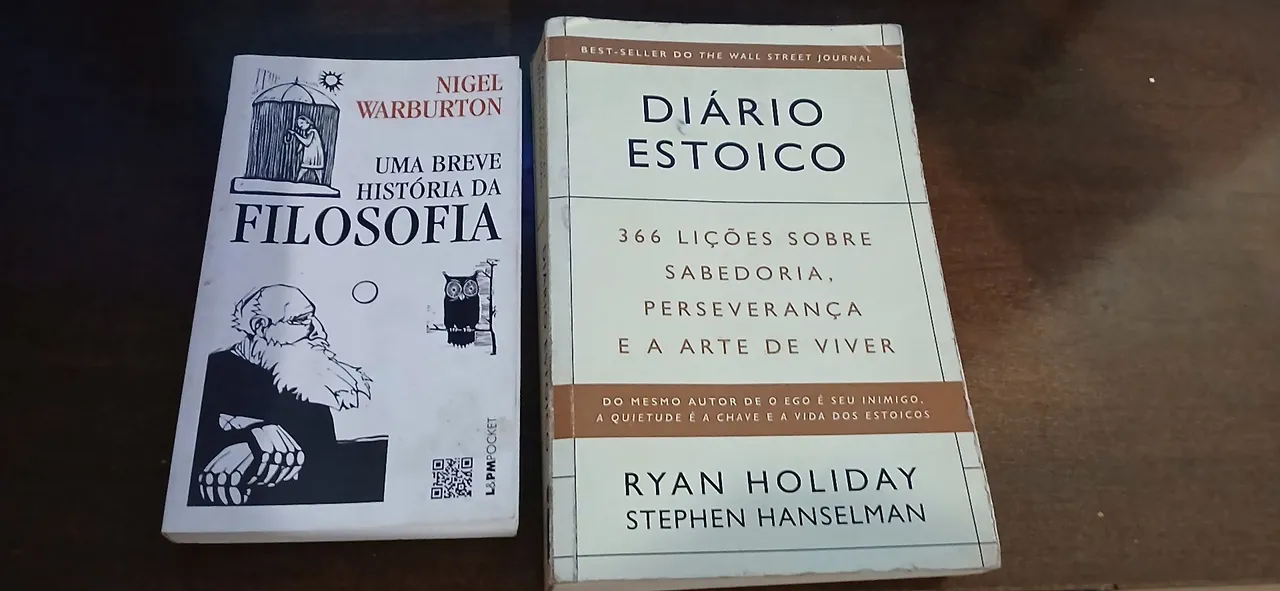 NIGEL
WARBURTON
UMA BREVE
HISTÓRIA DA
FILOSOFIA
L&PMPOCKET
BEST-SELLER DO THE WALL STREET JOURNAL
DIÁRIO
ESTOICO
366 LIÇÕES SOBRE
SABEDORIA,
PERSEVERANÇA
E A ARTE DE VIVER
DO MESMO AUTOR DE O EGO É SEU INIMIGO,
A QUIETUDE É A CHAVE E A VIDA DOS ESTOICOS
RYAN HOLIDAY
STEPHEN HANSELMAN